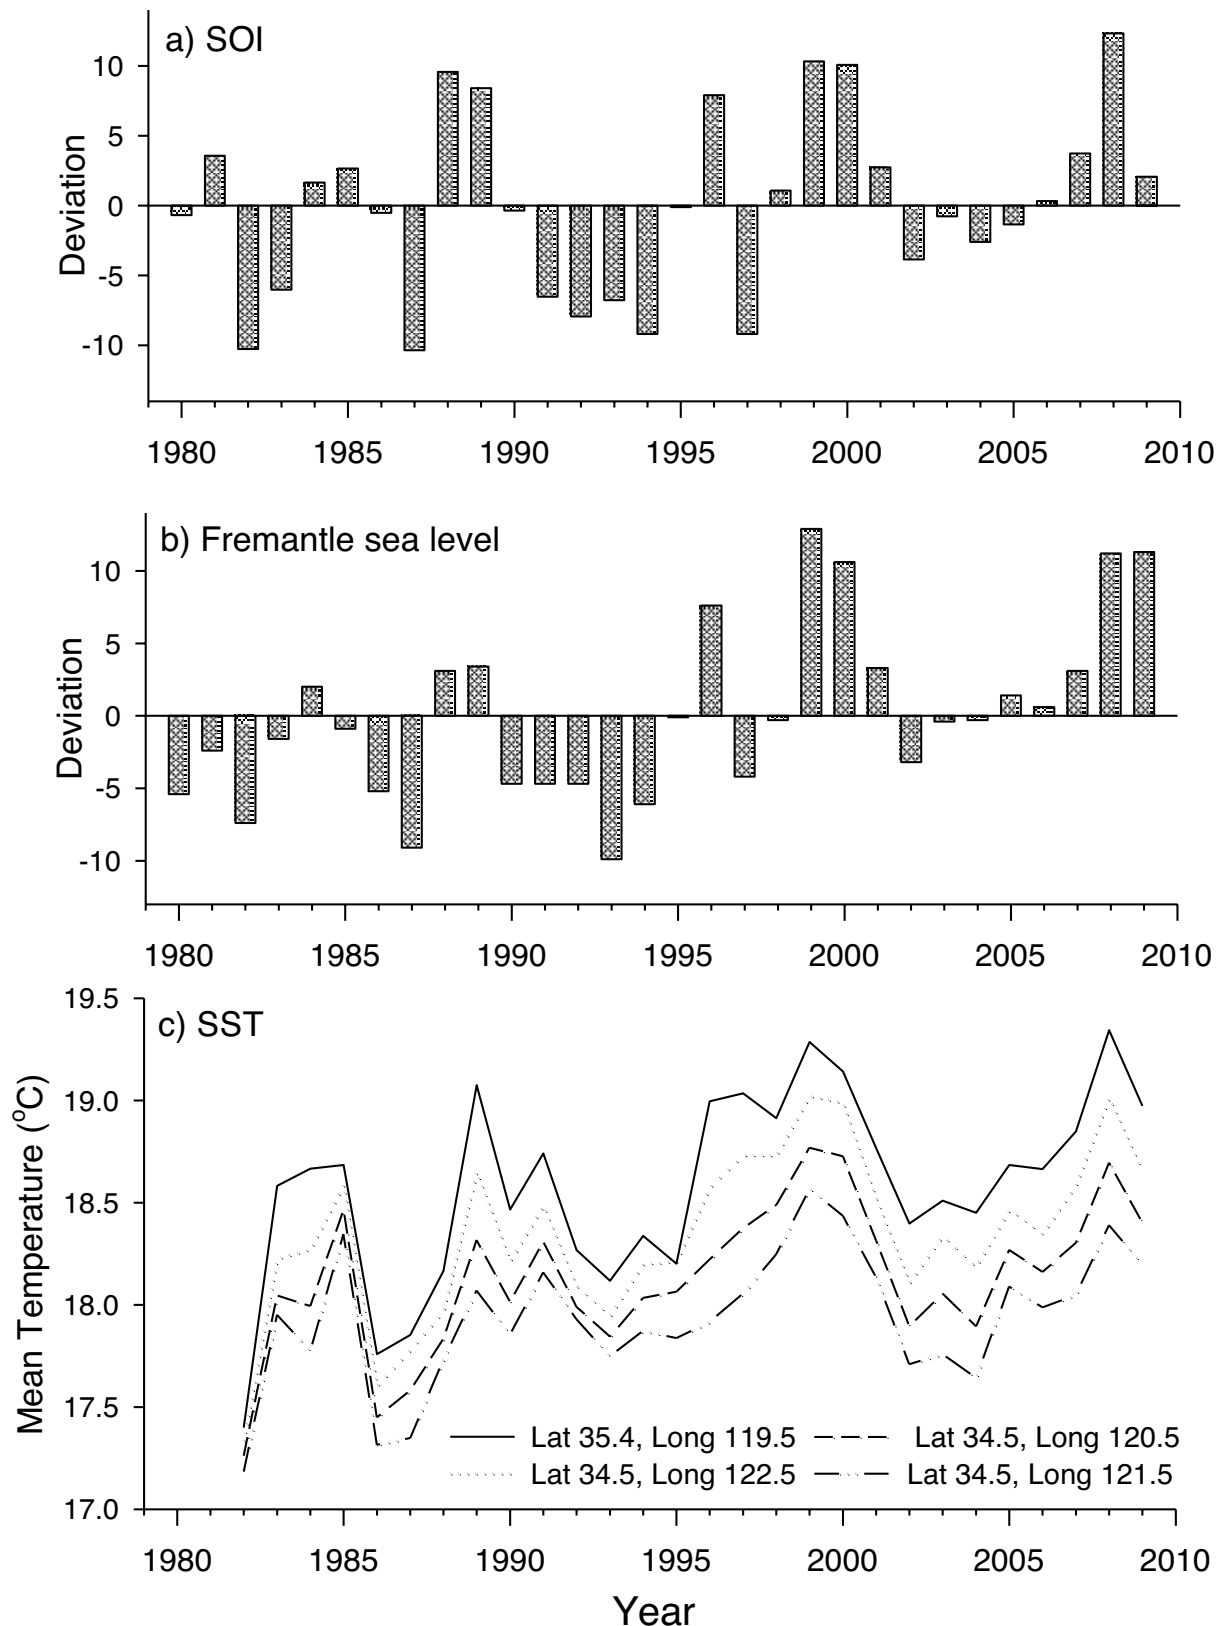 a) SOI
10
5
0
-5
-10
Deviation
1980 1985 1990 1995 2000 2005 2010
b) Fremantle sea level
10
5
0
-5
-10
Deviation
1980 1985 1990 1995 2000 2005 2010
c) SST
19.5
19.0
18.5
18.0
17.5
17.0
Mean Temperature (°C)
Lat 35.4, Long 119.5 Lat 34.5, Long 120.5
Lat 34.5, Long 122.5 Lat 34.5, Long 121.5
1980 1985 1990 1995 2000 2005 2010
Year